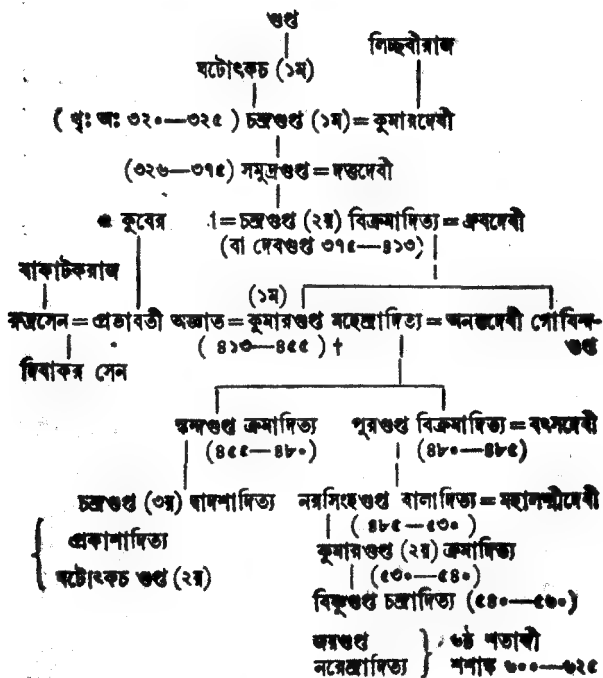 গুপ্ত
লিচ্ছবীরাজ
ঘটোৎকচ (১ম)
( খৃঃ অঃ ৩২০—৩২৫ ) চন্দ্রগুপ্ত (১ম) = কুমারদেবী
(৩২৬—৩৭৫) সমুদ্রগুপ্ত = দত্তদেবী
কুবের = চন্দ্রগুপ্ত (২য়) বিক্রমাদিত্য = ধ্রুবদেবী
(বা দেবগুপ্ত ৩৭৫—৪১৩)
বাকাটকরাজ
(১ম)
রুদ্রসেন = প্রভাবতী অজ্ঞাত = কুমারগুপ্ত মহেন্দ্রাদিত্য = অনন্তদেবী গোবিন্দ-
( ৪১৩—৪৫৫ ) † গুপ্ত
দিবাকর সেন
স্কন্দগুপ্ত ক্রমাদিত্য পুরগুপ্ত বিক্রমাদিত্য = বৎসদেবী
(৪৫৫—৪৮০) (৪৮০—৪৮৫)
চন্দ্রগুপ্ত (৩য়) দ্বাদশাদিত্য নরসিংহগুপ্ত বালাদিত্য = মহালক্ষ্মীদেবী
( ৪৮৫—৫৩০ )
প্রকাশাদিত্য কুমারগুপ্ত (২য়) ক্রমাদিত্য
(৫৩০—৫৪০)
ঘটোৎকচ গুপ্ত (২য়)
বিষ্ণুগুপ্ত চন্দ্রাদিত্য (৫৪০—৫৬০)
জয়গুপ্ত ৬ষ্ঠ শতাব্দী
নরেন্দ্রাদিত্য শশাঙ্ক ৬০০—৬২৫